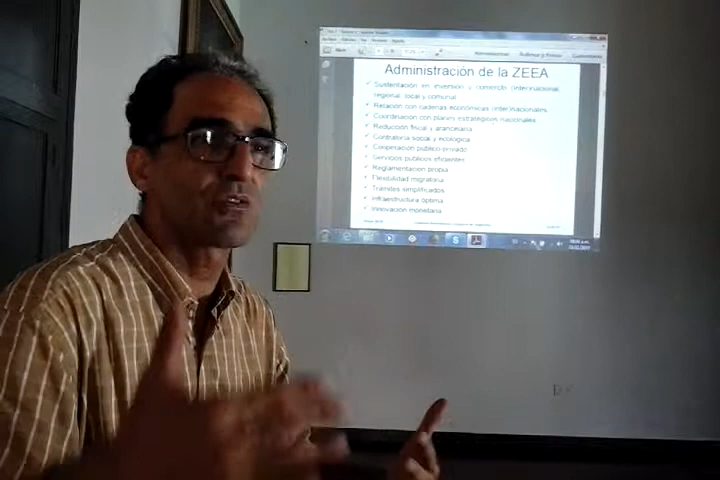 Administración de la ZEEA
✓ Sustentación en inversión y comercio (inter)nacional,
regional, local y comunal
✓ Relación con cadenas económicas (inter)nacionales
✓ Coordinación con planes estratégicos nacionales
✓ Reducción fiscal y arancelaria
✓ Contraloría social y ecológica
✓ Cooperación público-privado
✓ Servicios públicos eficientes
✓ Reglamentación propia
✓ Flexibilidad migratoria
✓ Trámites simplificados
✓ Infraestructura óptima
✓ Innovación monetaria